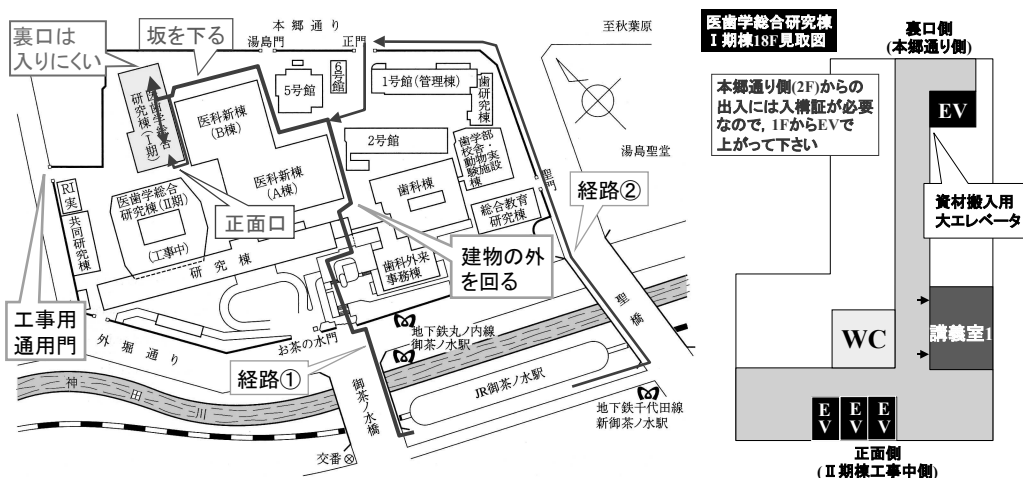 裏口は
入りにくい
坂を下る
本郷通り
湯島門
正門
至秋葉原
医歯学総合
研究棟(Ⅰ期)
医科新棟
(B棟)
5号館
6号館
1号館(管理棟)
歯研究棟
2号館
歯学部
校舎・
動物実
験施設
棟
湯島聖堂
医科新棟
(A棟)
歯科棟
聖門
経路②
総合教育
研究棟
RI実
共同研究棟
医歯学総合
研究棟(Ⅱ期)
(工事中)
正面口
建物の外
を回る
研究棟
歯科外来
事務棟
工事用
通用門
外堀通り
お茶の水門
地下鉄丸ノ内線
御茶ノ水駅
聖橋
経路①
神田川
御茶ノ水橋
JR御茶ノ水駅
地下鉄千代田線
新御茶ノ水駅
交番
医歯学総合研究棟
Ⅰ期棟18F見取図
裏口側
(本郷通り側)
本郷通り側(2F)からの
出入には入構証が必要
なので, 1FからEVで
上がって下さい
EV
資材搬入用
大エレベータ
WC
講義室1
EV
EV
EV
正面側
(Ⅱ期棟工事中側)